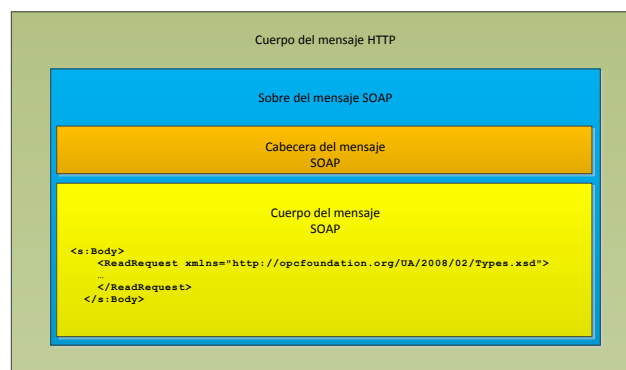 Cuerpo del mensaje HTTP
Sobre del mensaje SOAP
Cabecera del mensaje
SOAP
Cuerpo del mensaje
SOAP
<s:Body>
<ReadRequest xmlns="http://opcfoundation.org/UA/2008/02/Types.xsd">
…
</ReadRequest>
</s:Body>